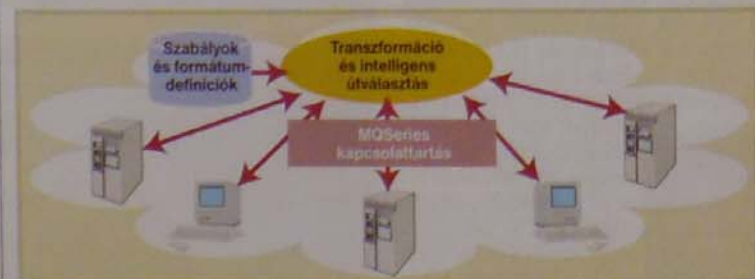 Szabályok
és formátum-
definíciók
Transzformáció
és intelligens
útválasztás
MQSeries
kapcsolattartás